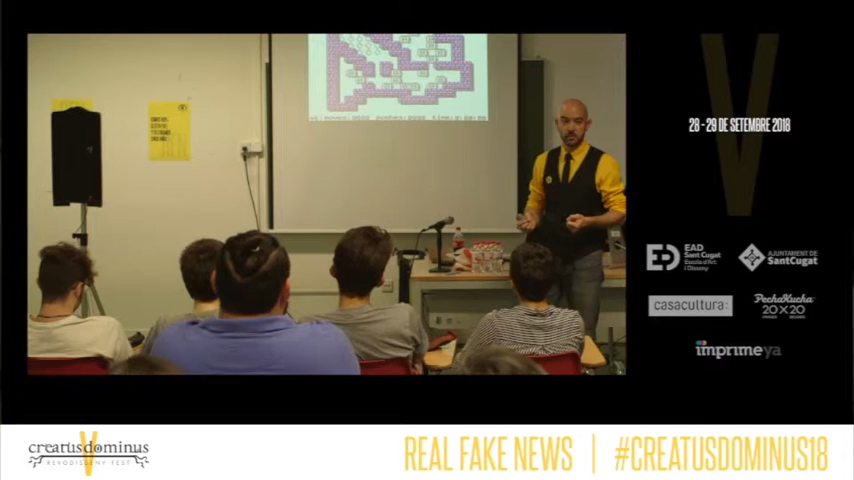 28 - 29 DE SETEMBRE 2018
EAD
Sant Cugat
Escola d'Art
i Disseny
AJUNTAMENT DE
SantCugat
casacultura:
PechaKucha
20X20
imprimeya
creatusdominus
REVODISSENY FEST
REAL FAKE NEWS | #CREATUSDOMINUS18